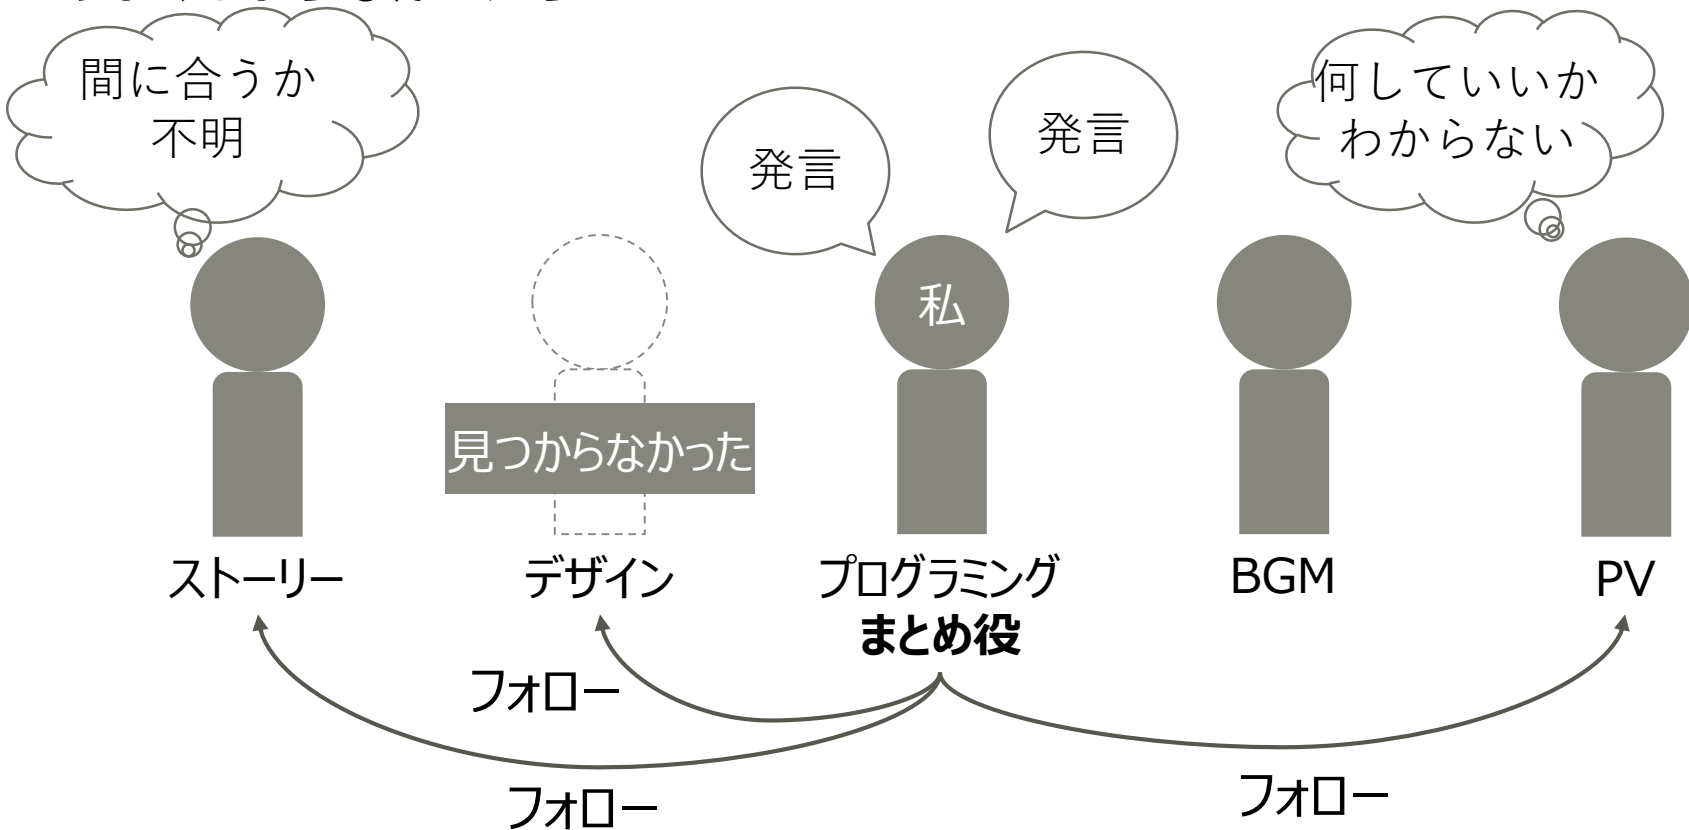 間に合うか
不明
発言
発言
何していいか
わからない
私
見つからなかった
ストーリー
デザイン
プログラミング
まとめ役
BGM
PV
フォロー
フォロー
フォロー